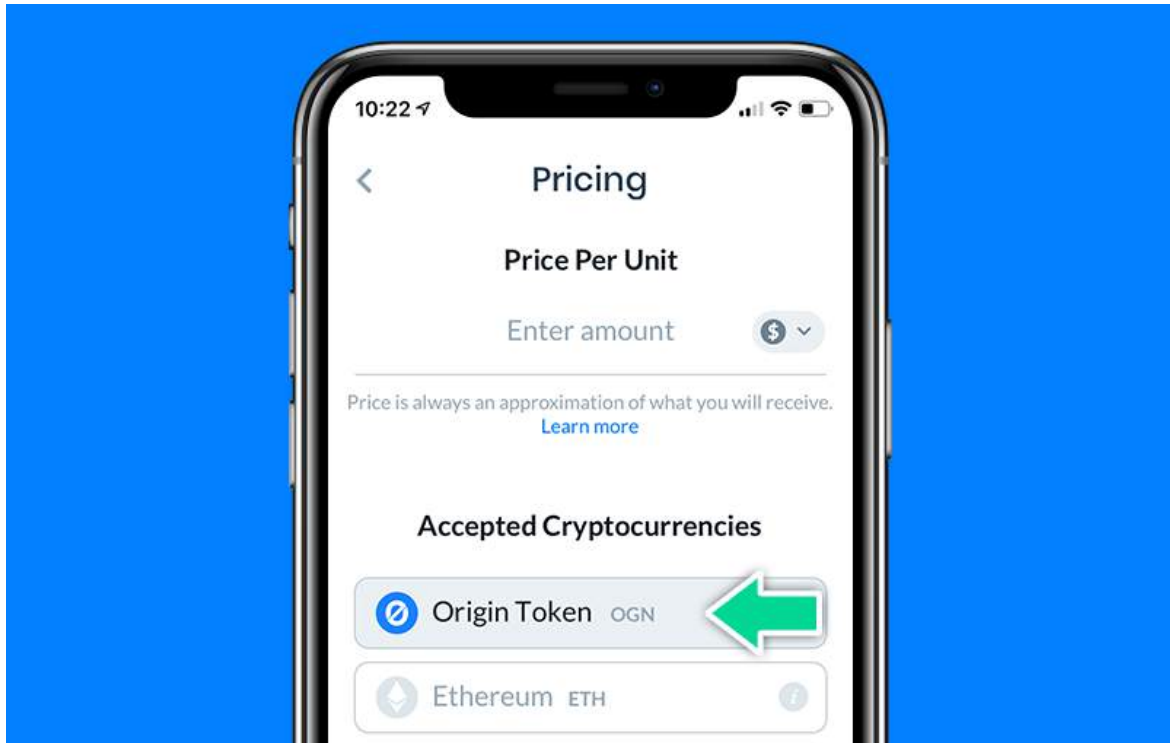 10:22
Pricing
Price Per Unit
Enter amount
$
Price is always an approximation of what you will receive.
Learn more
Accepted Cryptocurrencies
Origin Token OGN
Ethereum ETH